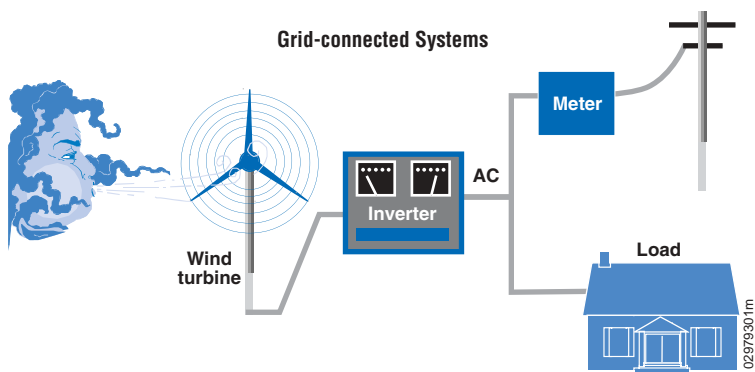 Grid-connected Systems
Meter
AC
Inverter
Wind
turbine
Load
02979301m